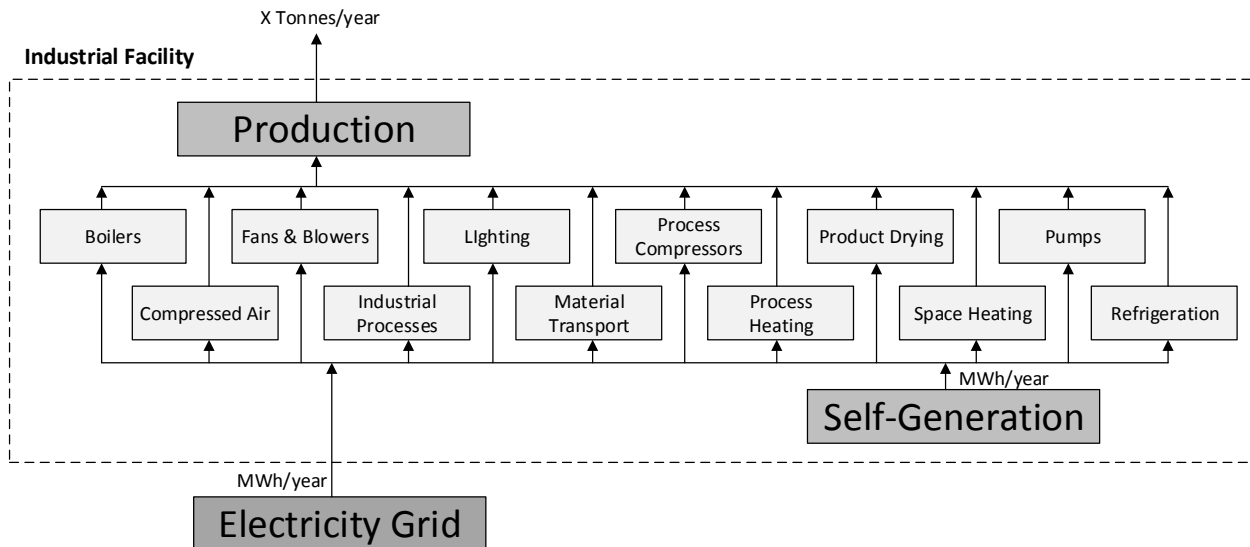 X Tonnes/year
Industrial Facility
Production
Boilers
Fans & Blowers
LIghting
Process
Compressors
Product Drying
Pumps
Compressed Air
Industrial
Processes
Material
Transport
Process
Heating
Space Heating
Refrigeration
MWh/year
Self-Generation
MWh/year
Electricity Grid